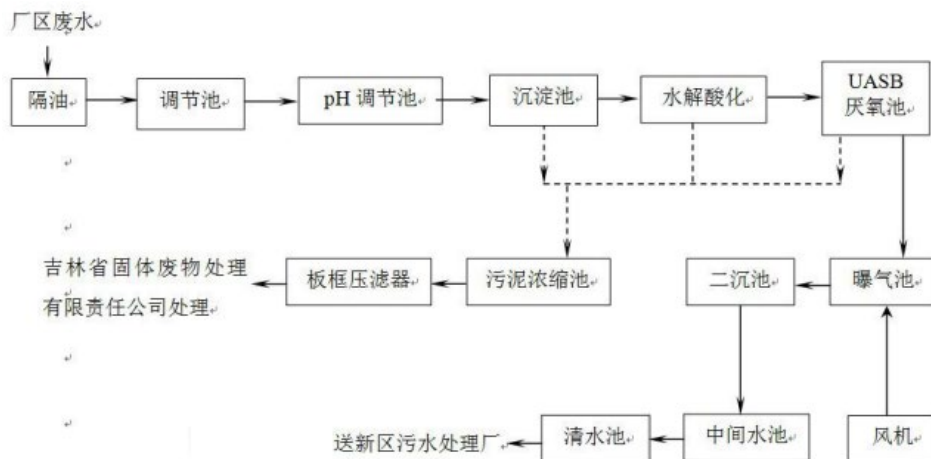 厂区废水
隔油
调节池
pH 调节池
沉淀池
水解酸化
UASB
厌氧池
吉林省固体废物处理
有限责任公司处理
板框压滤器
污泥浓缩池
二沉池
曝气池
送新区污水处理厂
清水池
中间水池
风机